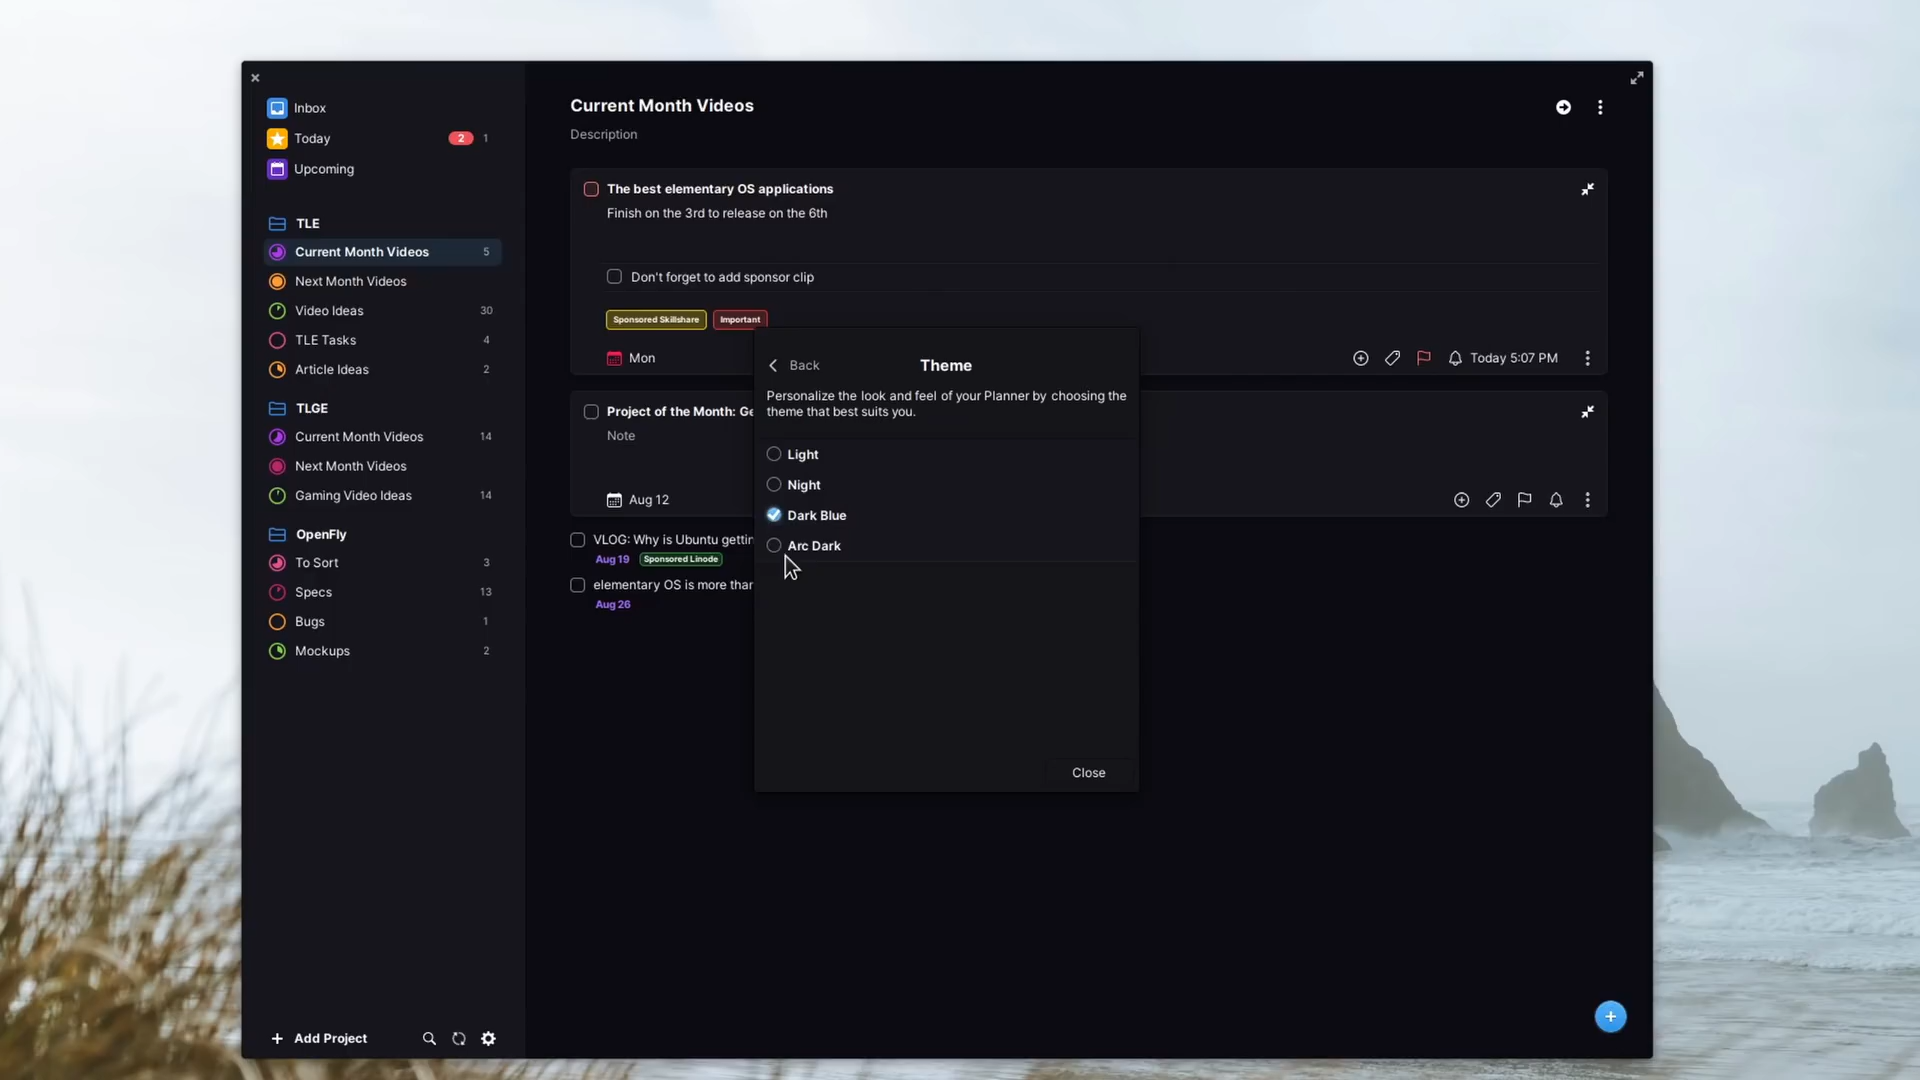 Inbox
Today 2 1
Upcoming
TLE
Current Month Videos 5
Next Month Videos
Video Ideas 30
TLE Tasks 4
Article Ideas 2
TLGE
Current Month Videos 14
Next Month Videos
Gaming Video Ideas 14
OpenFly
To Sort 3
Specs 13
Bugs 1
Mockups 2
Add Project
Current Month Videos
Description
The best elementary OS applications
Finish on the 3rd to release on the 6th
Don't forget to add sponsor clip
Sponsored Skillshare Important
Mon
Today 5:07 PM
Project of the Month:
Note
Aug 12
VLOG: Why is Ubuntu
Aug 19 Sponsored Linode
elementary OS is more
Aug 26
Back Theme
Personalize the look and feel of your Planner by choosing the
theme that best suits you.
Light
Night
Dark Blue
Arc Dark
Close